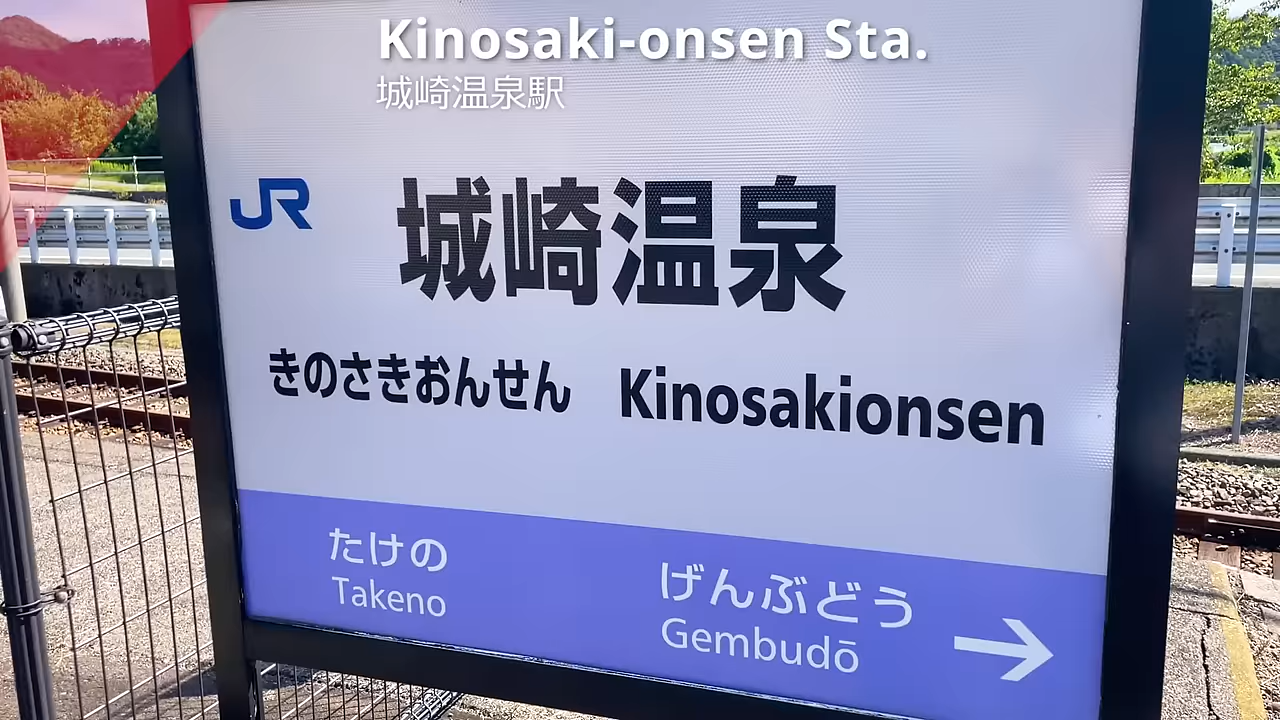 Kinosaki-onsen Sta.
城崎温泉駅
JR
城崎温泉
きのさきおんせん Kinosakionsen
たけの
Takeno
げんぶどう
Gembudō